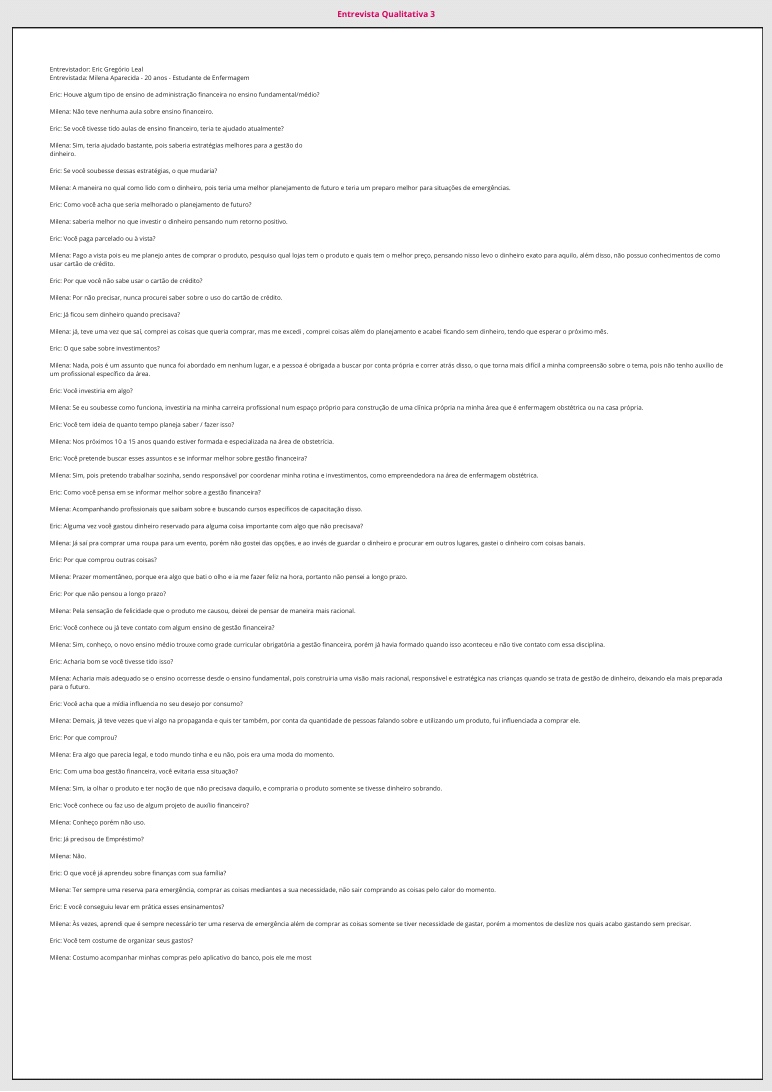 Entrevista Qualitativa 3
Entrevistador: Eric Gregório Leal
Entrevistada: Milena Aparecida - 20 anos - Estudante de Enfermagem
Eric: Houve algum tipo de ensino de administração financeira no ensino fundamental/médio?
Milena: Não teve nenhuma aula sobre ensino financeiro.
Eric: Se você tivesse tido aulas de ensino financeiro, teria te ajudado atualmente?
Milena: Sim, teria ajudado bastante, pois saberia estratégias melhores para a gestão do
dinheiro.
Eric: Se você soubesse dessas estratégias, o que mudaria?
Milena: A maneira no qual como lido com o dinheiro, pois teria uma melhor planejamento de futuro e teria um preparo melhor para situações de emergências.
Eric: Como você acha que seria melhorado o planejamento de futuro?
Milena: saberia melhor no que investir o dinheiro pensando num retorno positivo.
Eric: Você paga parcelado ou à vista?
Milena: Pago a vista pois eu me planejo antes de comprar o produto, pesquiso qual lojas tem o produto e quais tem o melhor preço, pensando nisso levo o dinheiro exato para aquilo, além disso, não possuo conhecimentos de como
usar cartão de crédito.
Eric: Por que você não sabe usar o cartão de crédito?
Milena: Por não precisar, nunca procurei saber sobre o uso do cartão de crédito.
Eric: Já ficou sem dinheiro quando precisava?
Milena: já, teve uma vez que saí, comprei as coisas que queria comprar, mas me excedi , comprei coisas além do planejamento e acabei ficando sem dinheiro, tendo que esperar o próximo mês.
Eric: O que sabe sobre investimentos?
Milena: Nada, pois é um assunto que nunca foi abordado em nenhum lugar, e a pessoa é obrigada a buscar por conta própria e correr atrás disso, o que torna mais difícil a minha compreensão sobre o tema, pois não tenho auxílio de
um profissional específico da área.
Eric: Você investiria em algo?
Milena: Se eu soubesse como funciona, investiria na minha carreira profissional num espaço próprio para construção de uma clínica própria na minha área que é enfermagem obstétrica ou na casa própria.
Eric: Você tem ideia de quanto tempo planeja saber / fazer isso?
Milena: Nos próximos 10 a 15 anos quando estiver formada e especializada na área de obstetrícia.
Eric: Você pretende buscar esses assuntos e se informar melhor sobre gestão financeira?
Milena: Sim, pois pretendo trabalhar sozinha, sendo responsável por coordenar minha rotina e investimentos, como empreendedora na área de enfermagem obstétrica.
Eric: Como você pensa em se informar melhor sobre a gestão financeira?
Milena: Acompanhando profissionais que saibam sobre e buscando cursos específicos de capacitação disso.
Eric: Alguma vez você gastou dinheiro reservado para alguma coisa importante com algo que não precisava?
Milena: Já saí pra comprar uma roupa para um evento, porém não gostei das opções, e ao invés de guardar o dinheiro e procurar em outros lugares, gastei o dinheiro com coisas banais.
Eric: Por que comprou outras coisas?
Milena: Prazer momentâneo, porque era algo que bati o olho e ia me fazer feliz na hora, portanto não pensei a longo prazo.
Eric: Por que não pensou a longo prazo?
Milena: Pela sensação de felicidade que o produto me causou, deixei de pensar de maneira mais racional.
Eric: Você conhece ou já teve contato com algum ensino de gestão financeira?
Milena: Sim, conheço, o novo ensino médio trouxe como grade curricular obrigatória a gestão financeira, porém já havia formado quando isso aconteceu e não tive contato com essa disciplina.
Eric: Acharia bom se você tivesse tido isso?
Milena: Acharia mais adequado se o ensino ocorresse desde o ensino fundamental, pois construiria uma visão mais racional, responsável e estratégica nas crianças quando se trata de gestão de dinheiro, deixando ela mais preparada
para o futuro.
Eric: Você acha que a mídia influencia no seu desejo por consumo?
Milena: Demais, já teve vezes que vi algo na propaganda e quis ter também, por conta da quantidade de pessoas falando sobre e utilizando um produto, fui influenciada a comprar ele.
Eric: Por que comprou?
Milena: Era algo que parecia legal, e todo mundo tinha e eu não, pois era uma moda do momento.
Eric: Com uma boa gestão financeira, você evitaria essa situação?
Milena: Sim, ia olhar o produto e ter noção de que não precisava daquilo, e compraria o produto somente se tivesse dinheiro sobrando.
Eric: Você conhece ou faz uso de algum projeto de auxílio financeiro?
Milena: Conheço porém não uso.
Eric: Já precisou de Empréstimo?
Milena: Não.
Eric: O que você já aprendeu sobre finanças com sua família?
Milena: Ter sempre uma reserva para emergência, comprar as coisas mediantes a sua necessidade, não sair comprando as coisas pelo calor do momento.
Eric: E você conseguiu levar em prática esses ensinamentos?
Milena: Às vezes, aprendi que é sempre necessário ter uma reserva de emergência além de comprar as coisas somente se tiver necessidade de gastar, porém a momentos de deslize nos quais acabo gastando sem precisar.
Eric: Você tem costume de organizar seus gastos?
Milena: Costumo acompanhar minhas compras pelo aplicativo do banco, pois ele me most